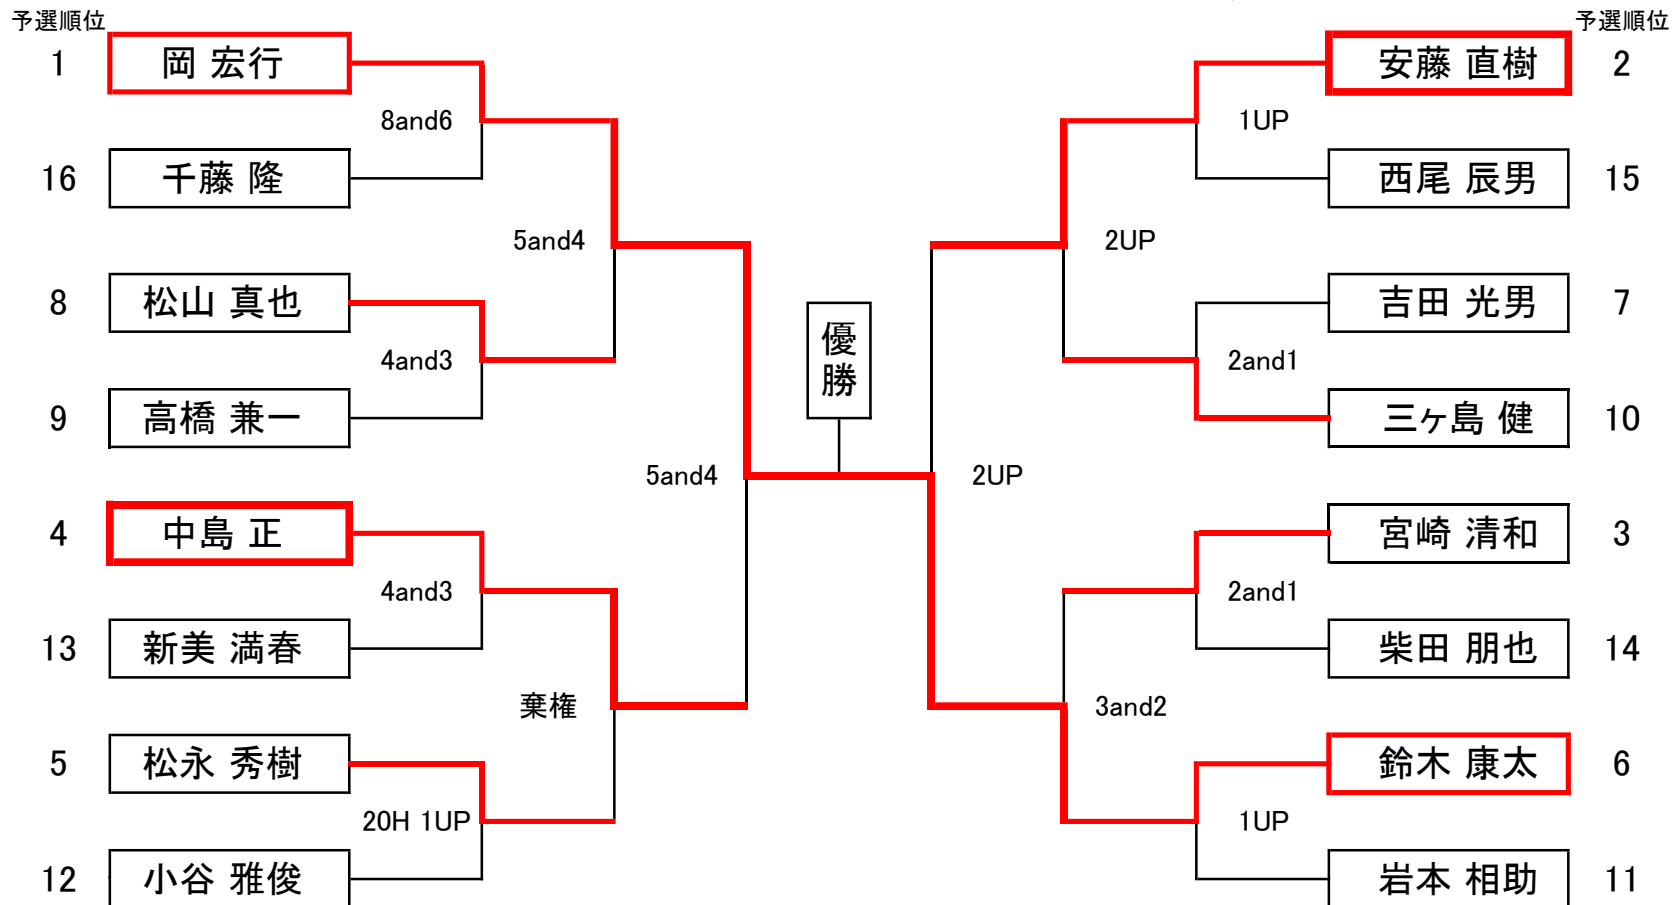 予選順位
予選順位
1 岡 宏行
安藤 直樹 2
8and6
1UP
16 千藤 隆
西尾 辰男 15
5and4
2UP
8 松山 真也
吉田 光男 7
優勝
4and3
2and1
9 高橋 兼一
三ヶ島 健 10
5and4
2UP
4 中島 正
宮崎 清和 3
4and3
2and1
13 新美 満春
柴田 朋也 14
棄権
3and2
5 松永 秀樹
鈴木 康太 6
20H 1UP
1UP
12 小谷 雅俊
岩本 相助 11